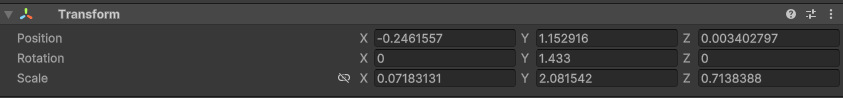 Transform
Position X -0.2461557 Y 1.152916 Z 0.003402797
Rotation X 0 Y 1.433 Z 0
Scale X 0.07183131 Y 2.081542 Z 0.7138388